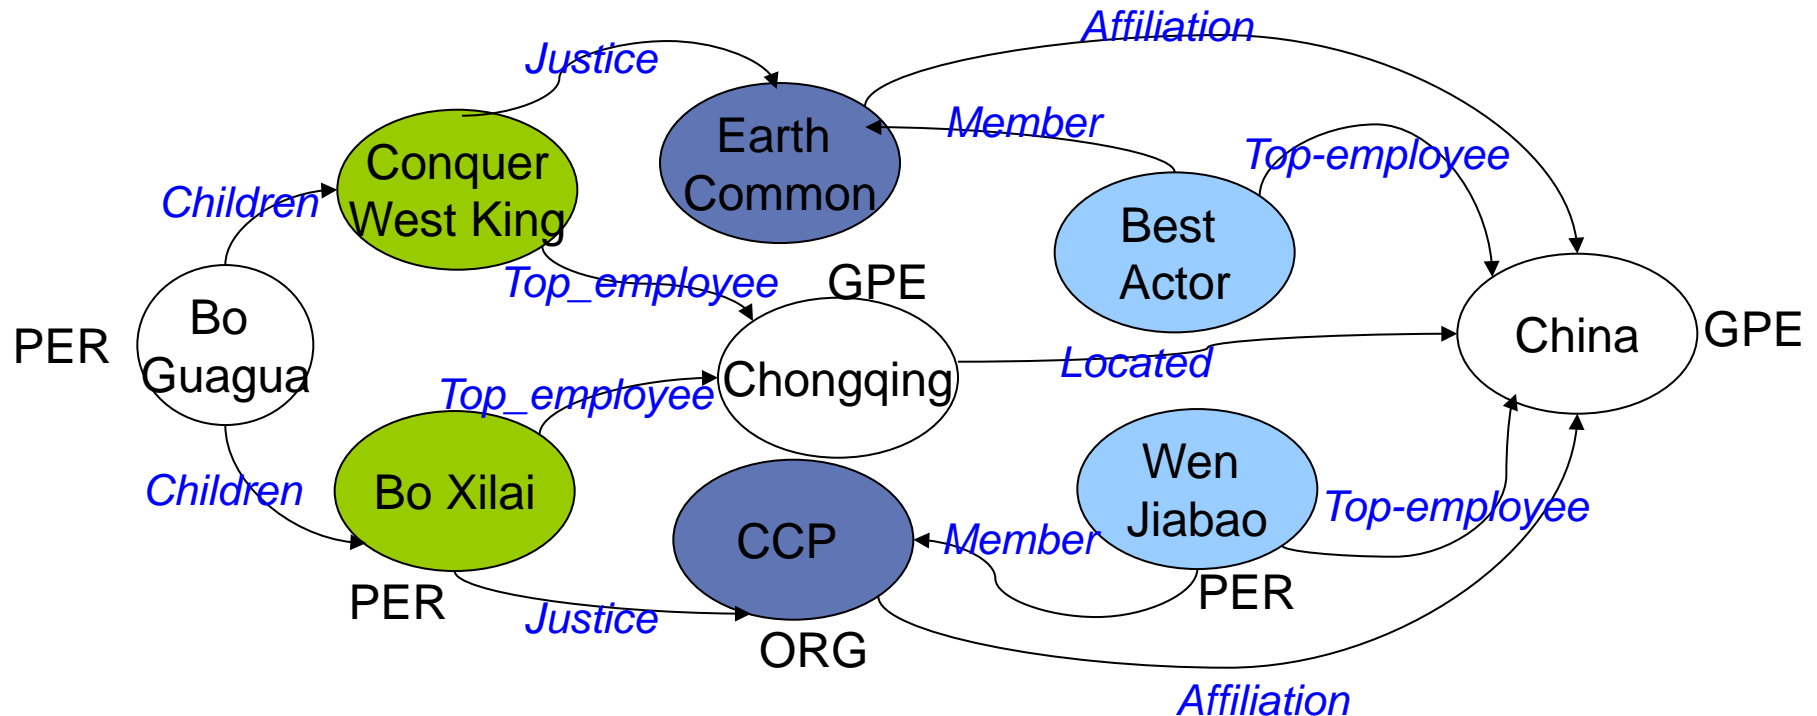 Affiliation
Justice
Member
Earth
Common
Top-employee
Conquer
West King
Children
Best
Actor
Top_employee
GPE
PER
Bo
Guagua
China
GPE
Located
Chongqing
Top_employee
Wen
Jiabao
Bo Xilai
Children
Top-employee
CCP
Member
PER
PER
Justice
ORG
Affiliation